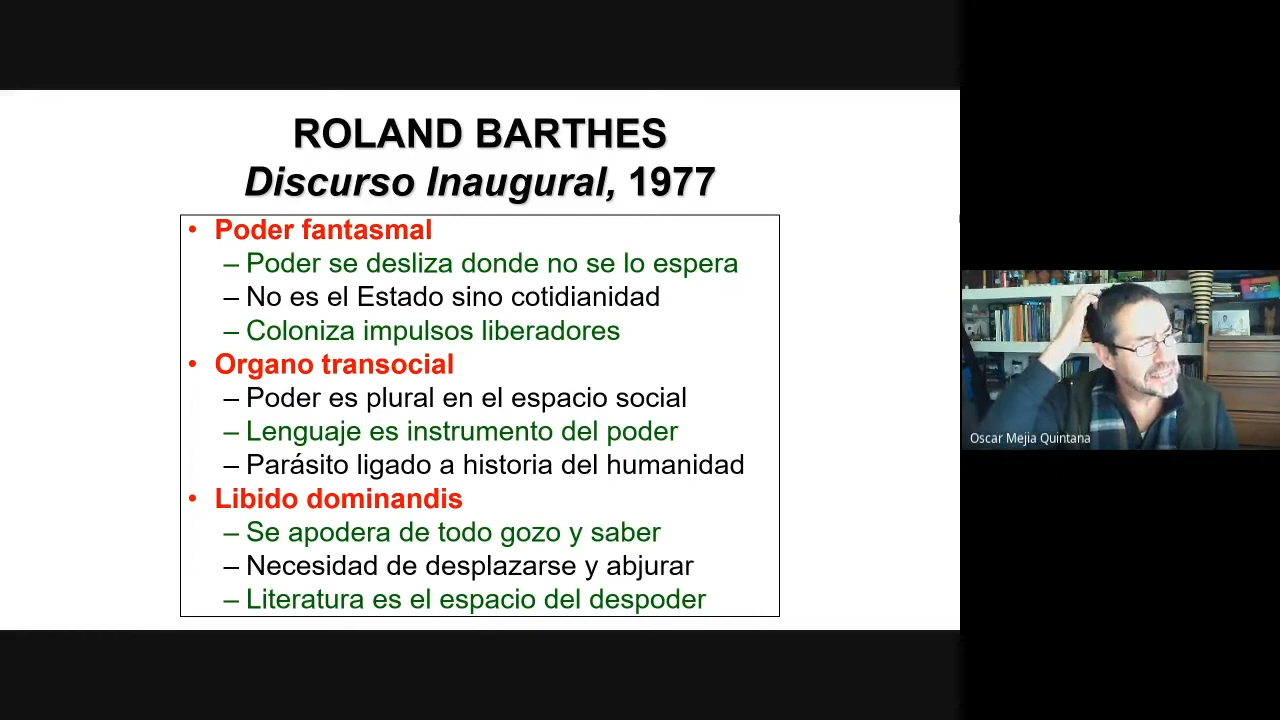 ROLAND BARTHES
Discurso Inaugural, 1977
• Poder fantasmal
– Poder se desliza donde no se lo espera
– No es el Estado sino cotidianidad
– Coloniza impulsos liberadores
• Organo transocial
– Poder es plural en el espacio social
– Lenguaje es instrumento del poder
– Parásito ligado a historia del humanidad
• Libido dominandis
– Se apodera de todo gozo y saber
– Necesidad de desplazarse y abjurar
– Literatura es el espacio del despoder
Oscar Mejia Quintana